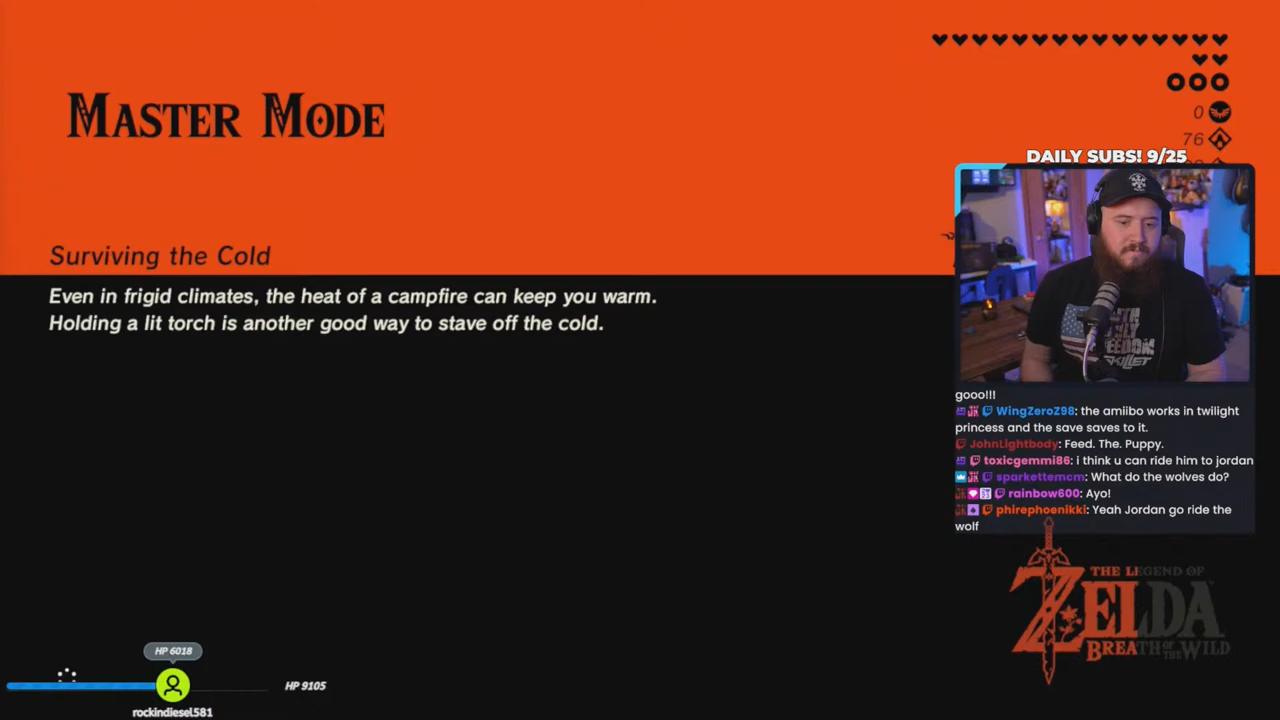 MASTER MODE
0
76
DAILY SUBS! 9/25
Surviving the Cold
Even in frigid climates, the heat of a campfire can keep you warm.
Holding a lit torch is another good way to stave off the cold.
gooo!!!
WingZeroZ98: the amiibo works in twilight
princess and the save saves to it.
JohnLightbody: Feed. The. Puppy.
toxicgemmi86: i think u can ride him to jordan
sparkettemcm: What do the wolves do?
rainbow600: Ayo!
phirephoenikki: Yeah Jordan go ride the
wolf
THE LEGEND OF
ZELDA
BREATH OF THE WILD
HP 6018
HP 9105
rockindiesel581